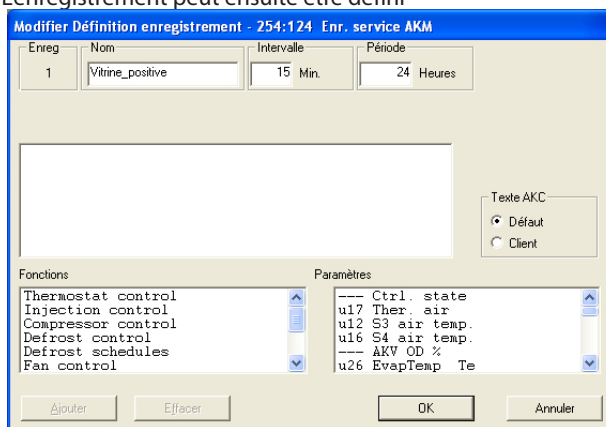 L'enregistrement peut ensuite être défini
Modifier Définition enregistrement - 254:124 Enr. service AKM
Enreg Nom Intervalle Période
1 Vitrine_positive 15 Min. 24 Heures
Texte AKC
Défaut
Client
Fonctions Paramètres
Thermostat control --- Ctrl. state
Injection control u17 Ther. air
Compressor control u12 S3 air temp.
Defrost control u16 S4 air temp.
Defrost schedules --- AKV OD %
Fan control u26 EvapTemp Te
Ajouter Effacer OK Annuler